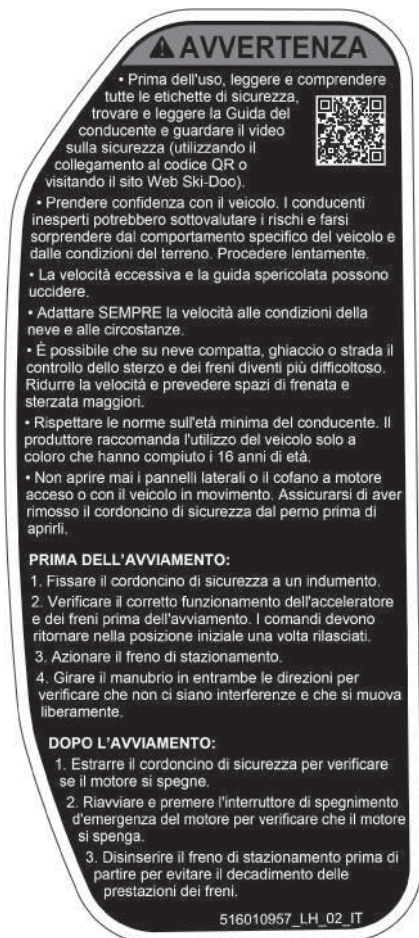 AVVERTENZA
• Prima dell'uso, leggere e comprendere
tutte le etichette di sicurezza,
trovare e leggere la Guida del
conducente e guardare il video
sulla sicurezza (utilizzando il
collegamento al codice QR o
visitando il sito Web Ski-Doo).
• Prendere confidenza con il veicolo. I conducenti
inesperti potrebbero sottovalutare i rischi e farsi
sorprendere dal comportamento specifico del veicolo e
dalle condizioni del terreno. Procedere lentamente.
• La velocità eccessiva e la guida spericolata possono
uccidere.
• Adattare SEMPRE la velocità alle condizioni della
neve e alle circostanze.
• È possibile che su neve compatta, ghiaccio o strada il
controllo dello sterzo e dei freni diventi più difficoltoso.
Ridurre la velocità e prevedere spazi di frenata e
sterzata maggiori.
• Rispettare le norme sull'età minima del conducente. Il
produttore raccomanda l'utilizzo del veicolo solo a
coloro che hanno compiuto i 16 anni di età.
• Non aprire mai i pannelli laterali o il cofano a motore
acceso o con il veicolo in movimento. Assicurarsi di aver
rimosso il cordoncino di sicurezza dal perno prima di
aprirli.
PRIMA DELL'AVVIAMENTO:
1. Fissare il cordoncino di sicurezza a un indumento.
2. Verificare il corretto funzionamento dell'acceleratore
e dei freni prima dell'avviamento. I comandi devono
ritornare nella posizione iniziale una volta rilasciati.
3. Azionare il freno di stazionamento.
4. Girare il manubrio in entrambe le direzioni per
verificare che non ci siano interferenze e che si muova
liberamente.
DOPO L'AVVIAMENTO:
1. Estrarre il cordoncino di sicurezza per verificare
se il motore si spegne.
2. Riavviare e premere l'interruttore di spegnimento
d'emergenza del motore per verificare che il motore
si spenga.
3. Disinserire il freno di stazionamento prima di
partire per evitare il decadimento delle
prestazioni dei freni.
516010957_LH_02_IT